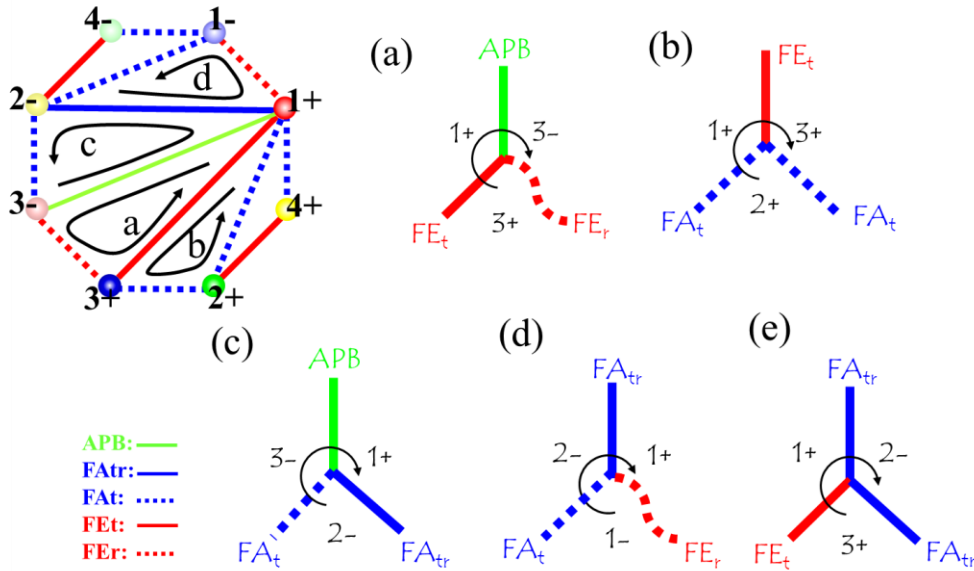 4-
1-
2-
1+
d
c
3-
a
4+
b
3+
2+
(a)
APB
1+
3-
FEt
3+
FEr
(b)
FEt
1+
3+
FAt
2+
FAt
(c)
APB
3-
1+
FAt
2-
FAtr
(d)
FAtr
2-
1+
FAt
1-
FEr
(e)
FAtr
1+
2-
FEt
3+
FAtr
APB:
FAtr:
FAt:
FEt:
FEr: